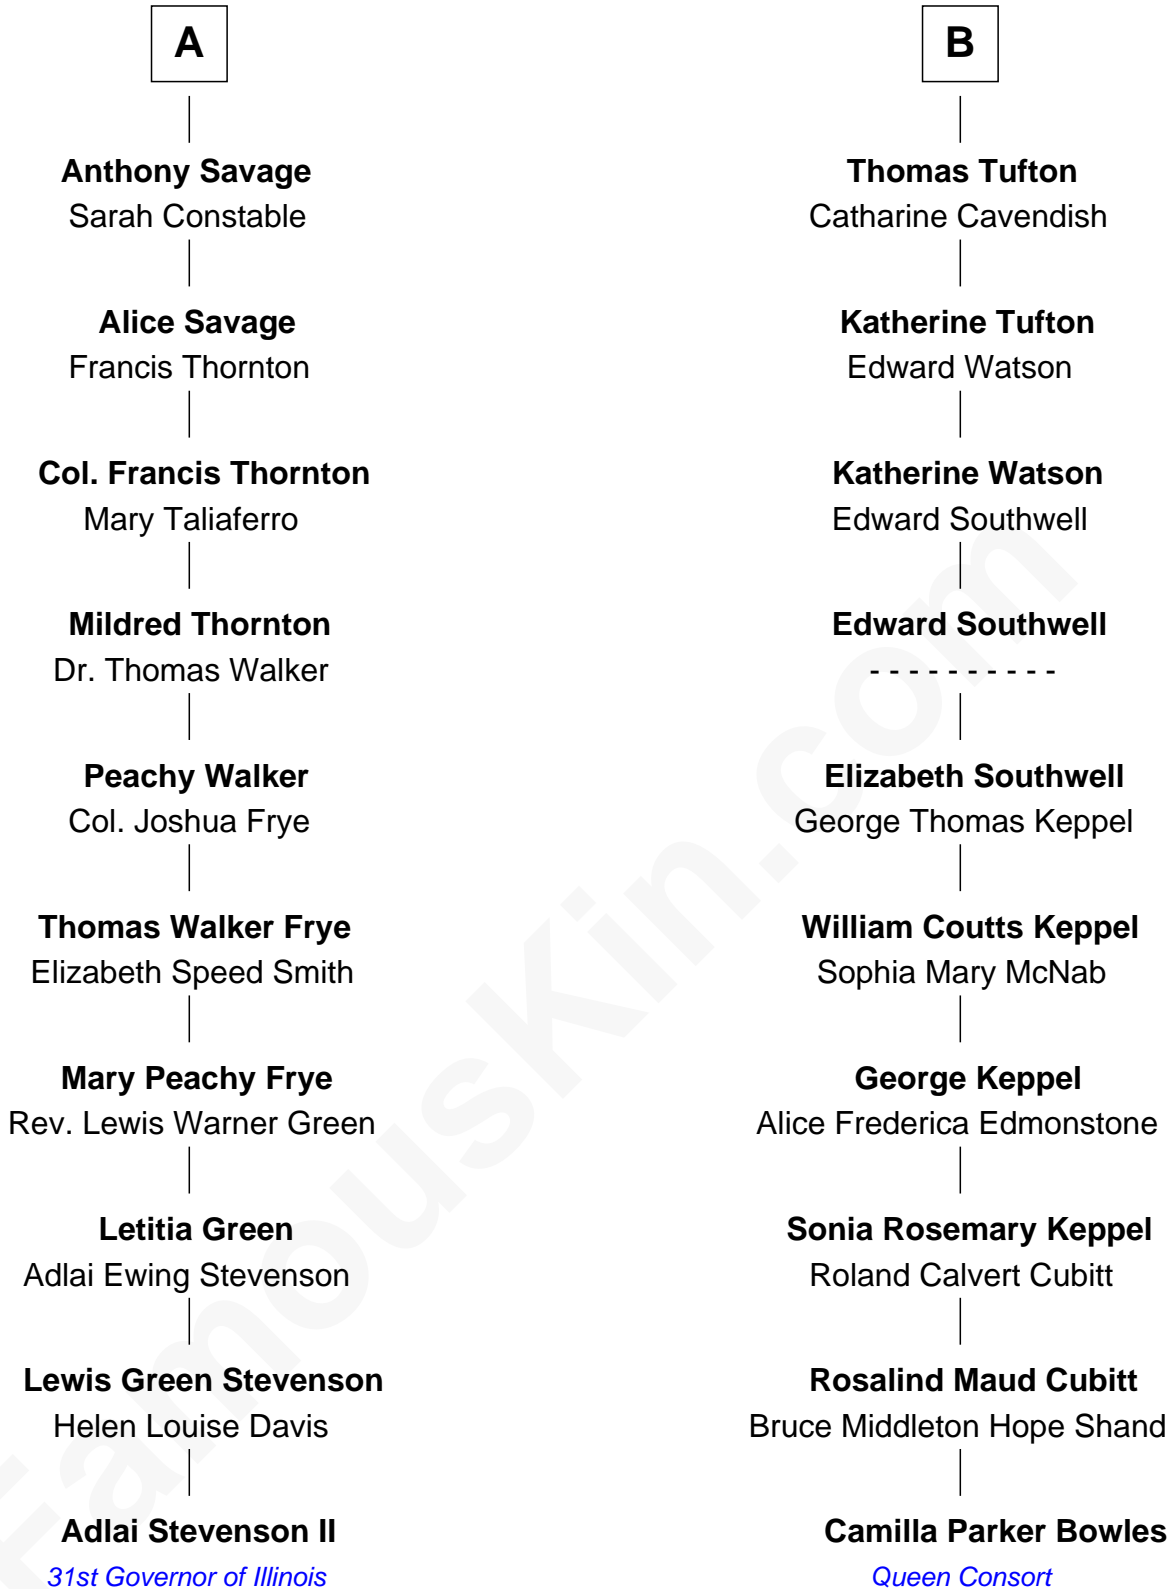 A
Anthony Savage
Sarah Constable
Alice Savage
Francis Thornton
Col. Francis Thornton
Mary Taliaferro
Mildred Thornton
Dr. Thomas Walker
Peachy Walker
Col. Joshua Frye
Thomas Walker Frye
Elizabeth Speed Smith
Mary Peachy Frye
Rev. Lewis Warner Green
Letitia Green
Adlai Ewing Stevenson
Lewis Green Stevenson
Helen Louise Davis
Adlai Stevenson II
31st Governor of Illinois
B
Thomas Tufton
Catharine Cavendish
Katherine Tufton
Edward Watson
Katherine Watson
Edward Southwell
Edward Southwell
- - - - - - - - - -
Elizabeth Southwell
George Thomas Keppel
William Coutts Keppel
Sophia Mary McNab
George Keppel
Alice Frederica Edmonstone
Sonia Rosemary Keppel
Roland Calvert Cubitt
Rosalind Maud Cubitt
Bruce Middleton Hope Shand
Camilla Parker Bowles
Queen Consort
FamousKin.com